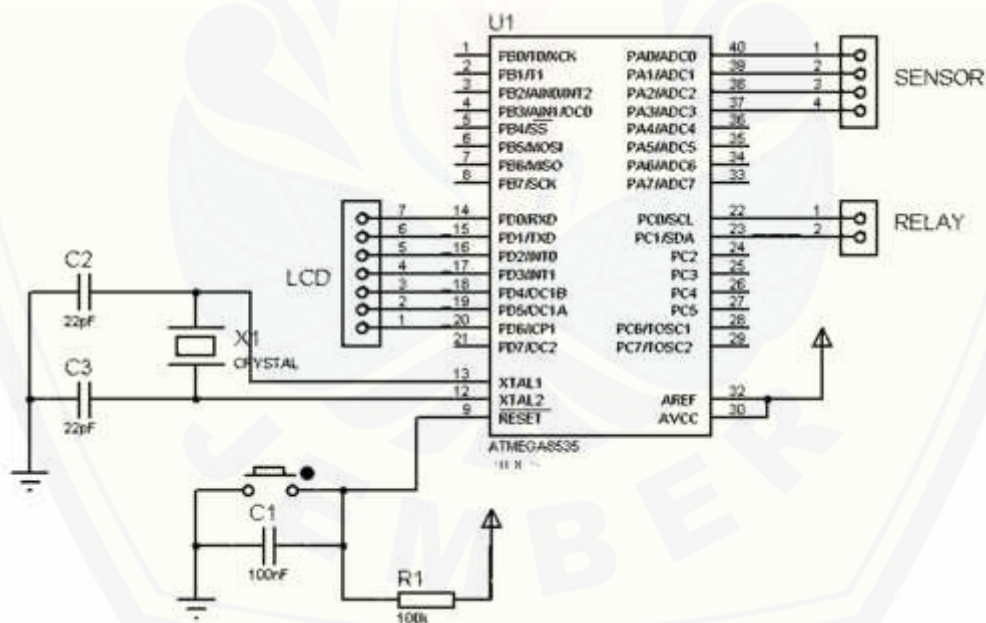 U1
1 PB0/T0/XCK PA0/ADC0 40 1
2 PB1/T1 PA1/ADC1 39 2
3 PB2/AIN0/INT2 PA2/ADC2 38 3
4 PB3/AIN1/OC0 PA3/ADC3 37 4
SENSOR
5 PB4/SS PA4/ADC4 36
6 PB5/MOSI PA5/ADC5 35
7 PB6/MISO PA6/ADC6 34
8 PB7/SCK PA7/ADC7 33
7 14 PD0/RXD PC0/SCL 22 1
6 15 PD1/TXD PC1/SDA 23 2
RELAY
5 16 PD2/INT0 PC2 24
4 17 PD3/INT1 PC3 25
LCD
3 18 PD4/OC1B PC4 26
2 19 PD5/OC1A PC5 27
1 20 PD6/ICP1 PC6/TOSC1 28
21 PD7/OC2 PC7/TOSC2 29
C2
22pF
X1
CRYSTAL
C3
22pF
13 XTAL1
12 XTAL2 AREF 32
9 RESET AVCC 30
ATMEGA8535
C1
100nF
R1
100k
JEMBER